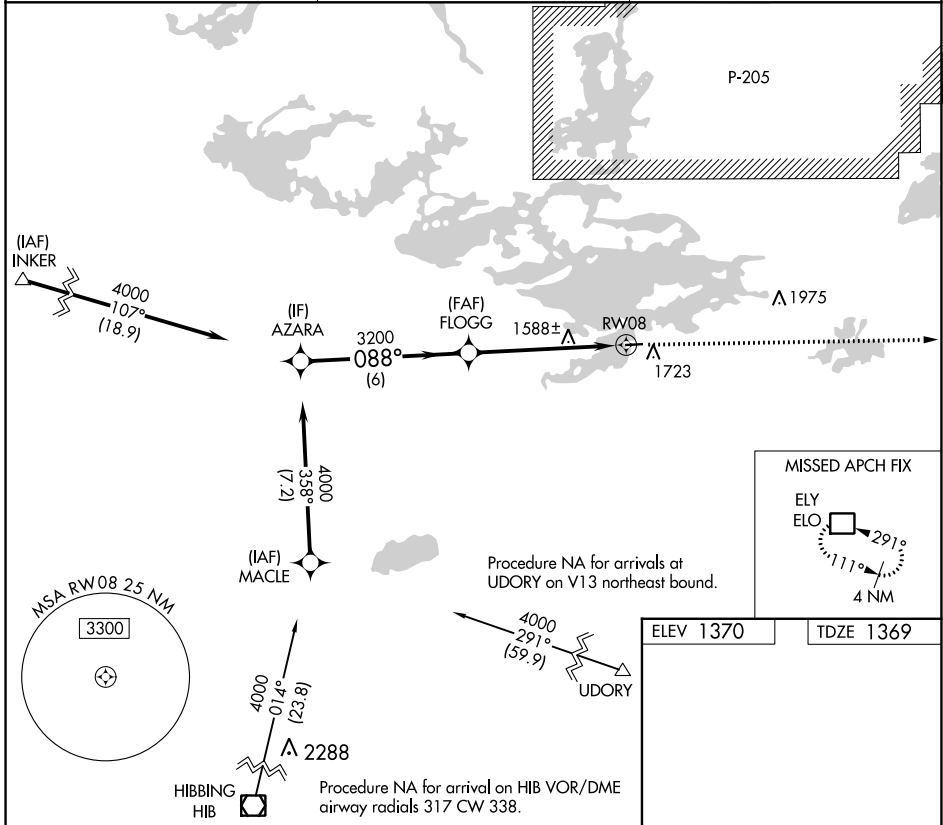 P-205
(IAF)
INKER
4000
107°
(18.9)
(IF)
AZARA
3200
088°
(6)
(FAF)
FLOGG
1588±
RW08
1975
1723
4000
358°
(7.2)
(IAF)
MACLE
MISSED APCH FIX
ELY
ELO
291°
111°
4 NM
Procedure NA for arrivals at
UDORY on V13 northeast bound.
4000
291°
(59.9)
UDORY
MSA RW08 25 NM
3300
4000
014°
(23.8)
2288
HIBBING
HIB
Procedure NA for arrival on HIB VOR/DME
airway radials 317 CW 338.
ELEV 1370
TDZE 1369